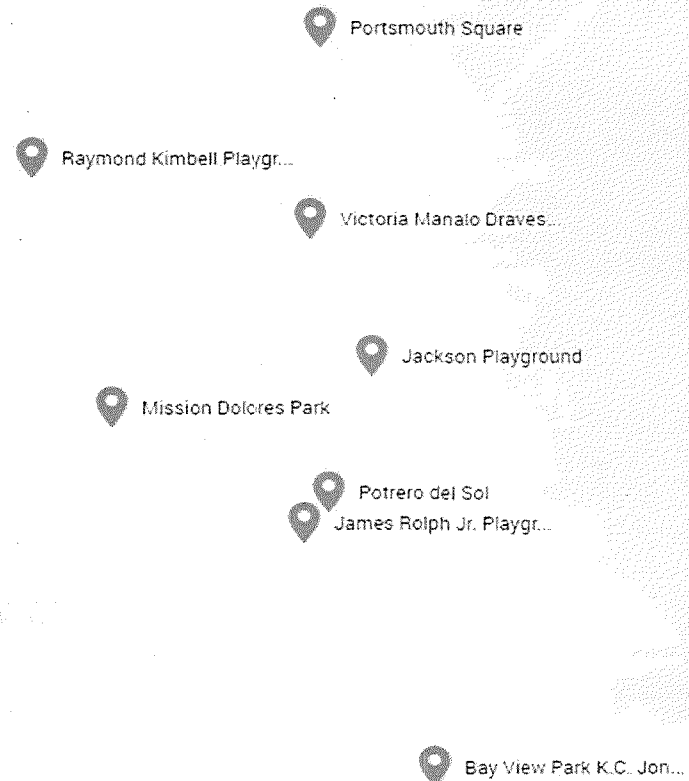 Portsmouth Square
Raymond Kimbell Playgr...
Victoria Manalo Draves...
Jackson Playground
Mission Dolores Park
Potrero del Sol
James Rolph Jr. Playgr...
Bay View Park K.C. Jon...